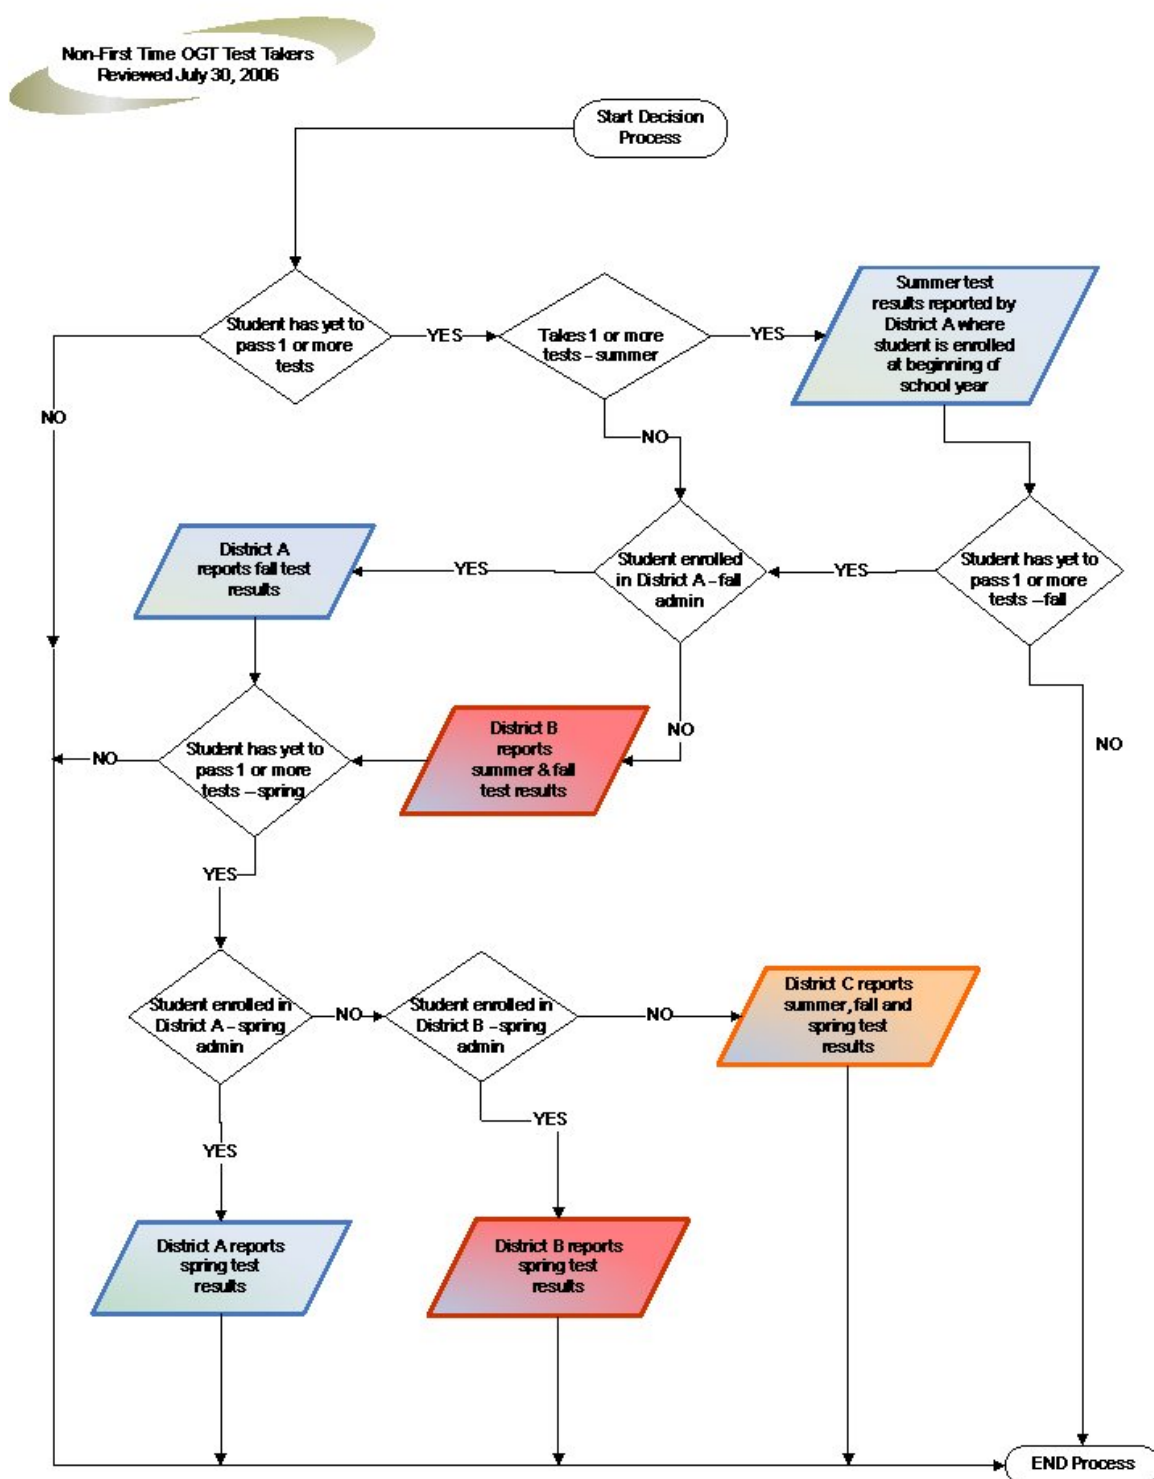 Non-First Time OGT Test Takers
Reviewed July 30, 2006
Start Decision
Process
Student has yet to
pass 1 or more
tests
YES
Takes 1 or more
tests - summer
YES
Summer test
results reported by
District A where
student is enrolled
at beginning of
school year
NO
NO
District A
reports fall test
results
YES
Student enrolled
in District A - fall
admin
YES
Student has yet to
pass 1 or more
tests - fall
NO
Student has yet to
pass 1 or more
tests - spring
District B
reports
summer & fall
test results
NO
NO
YES
Student enrolled in
District A - spring
admin
NO
Student enrolled in
District B - spring
admin
NO
District C reports
summer, fall and
spring test
results
YES
YES
District A reports
spring test
results
District B reports
spring test
results
END Process